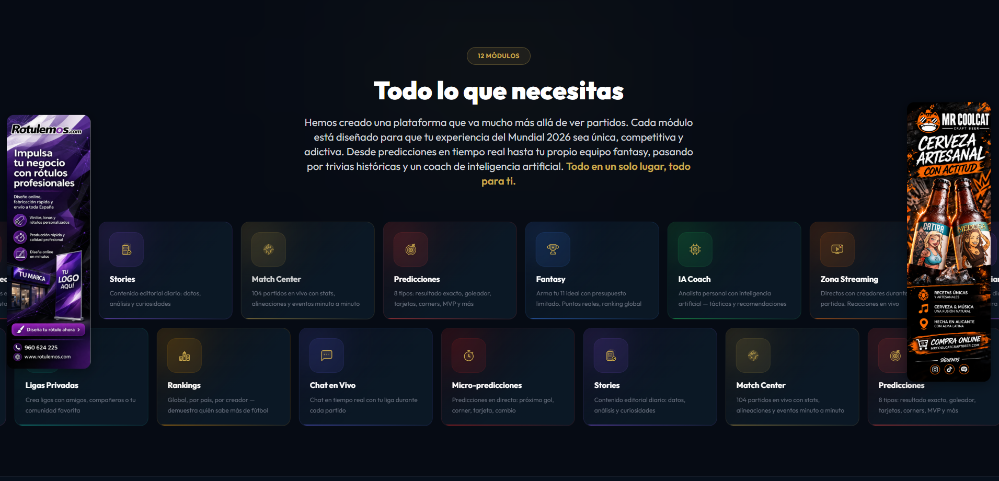 12 MÓDULOS
Todo lo que necesitas
Hemos creado una plataforma que va mucho más allá de ver partidos. Cada módulo
está diseñado para que tu experiencia del Mundial 2026 sea única, competitiva y
adictiva. Desde predicciones en tiempo real hasta tu propio equipo fantasy, pasando
por trivias históricas y un coach de inteligencia artificial. Todo en un solo lugar, todo
para ti.
Rotulemos.com
Impulsa
tu negocio
con rótulos
profesionales
Diseño online,
fabricación rápida y
envío a toda España
Vinilos, lonas y
rótulos personalizados
Producción rápida y
calidad profesional
Diseña online
en minutos
TU MARCA
TU
LOGO
AQUÍ
Diseña tu rótulo ahora
960 624 225
www.rotulemos.com
Stories
Contenido editorial diario: datos,
análisis y curiosidades
Match Center
104 partidos en vivo con stats,
alineaciones y eventos minuto a minuto
Predicciones
8 tipos: resultado exacto, goleador,
tarjetas, corners, MVP y más
Fantasy
Arma tu 11 ideal con presupuesto
limitado. Puntos reales, ranking global
IA Coach
Analista personal con inteligencia
artificial — tácticas y recomendaciones
Zona Streaming
Directos con creadores durante
partidos. Reacciones en vivo
Ligas Privadas
Crea ligas con amigos, compañeros o tu
comunidad favorita
Rankings
Global, por país, por creador —
demuestra quién sabe más de fútbol
Chat en Vivo
Chat en tiempo real con tu liga durante
cada partido
Micro-predicciones
Predicciones en directo: próximo gol,
corner, tarjeta, cambio
Stories
Contenido editorial diario: datos,
análisis y curiosidades
Match Center
104 partidos en vivo con stats,
alineaciones y eventos minuto a minuto
Predicciones
8 tipos: resultado exacto, goleador,
tarjetas, corners, MVP y más
MR COOLCAT
CRAFT BEER
CERVEZA
ARTESANAL
CON ACTITUD
CATIRA
MEDUSA
RECETAS ÚNICAS
Y ARTESANALES
CERVEZA & MÚSICA
UNA FUSIÓN NATURAL
HECHA EN ALICANTE
CON ALMA LATINA
COMPRA ONLINE
MRCOOLCATCRAFTBEER.COM
SÍGUENOS